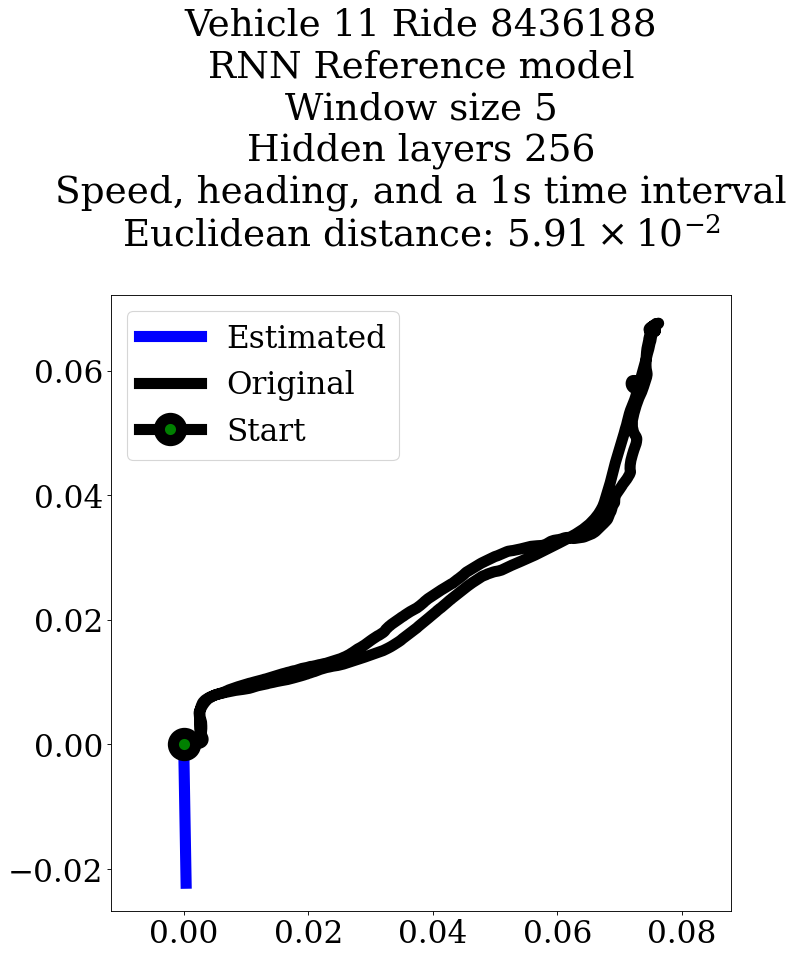 Vehicle 11 Ride 8436188
RNN Reference model
Window size 5
Hidden layers 256
Speed, heading, and a 1s time interval
Euclidean distance: 5.91 × 10⁻²
Estimated
Original
Start
0.06
0.04
0.02
0.00
−0.02
0.00 0.02 0.04 0.06 0.08